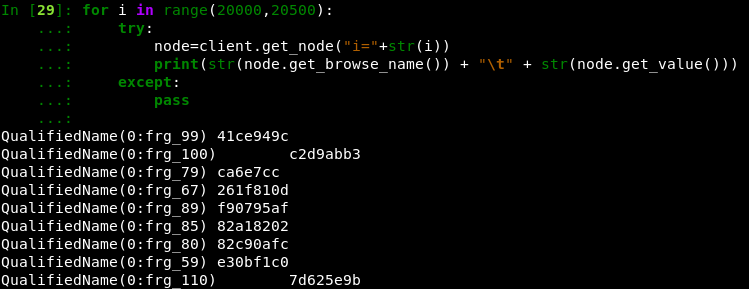 In [29]: for i in range(20000,20500):
    ...:     try:
    ...:         node=client.get_node("i="+str(i))
    ...:         print(str(node.get_browse_name()) + "\t" + str(node.get_value()))
    ...:     except:
    ...:         pass
    ...:
QualifiedName(0:frg_99) 41ce949c
QualifiedName(0:frg_100)        c2d9abb3
QualifiedName(0:frg_79) ca6e7cc
QualifiedName(0:frg_67) 261f810d
QualifiedName(0:frg_89) f90795af
QualifiedName(0:frg_85) 82a18202
QualifiedName(0:frg_80) 82c90afc
QualifiedName(0:frg_59) e30bf1c0
QualifiedName(0:frg_110)        7d625e9b